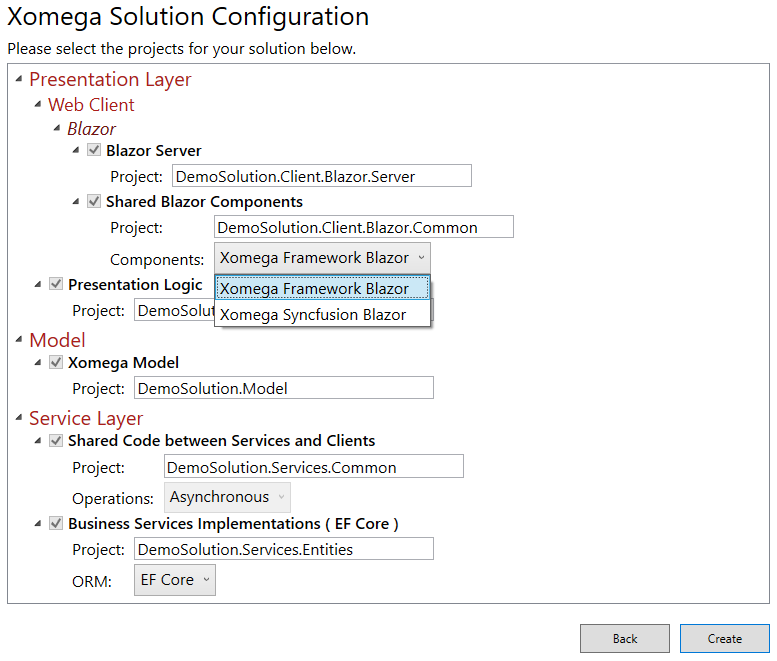 Xomega Solution Configuration
Please select the projects for your solution below.
Presentation Layer
Web Client
Blazor
Blazor Server
Project: DemoSolution.Client.Blazor.Server
Shared Blazor Components
Project: DemoSolution.Client.Blazor.Common
Components: Xomega Framework Blazor
Xomega Framework Blazor
Xomega Syncfusion Blazor
Presentation Logic
Project:
Model
Xomega Model
Project: DemoSolution.Model
Service Layer
Shared Code between Services and Clients
Project: DemoSolution.Services.Common
Operations: Asynchronous
Business Services Implementations ( EF Core )
Project: DemoSolution.Services.Entities
ORM: EF Core
Back Create